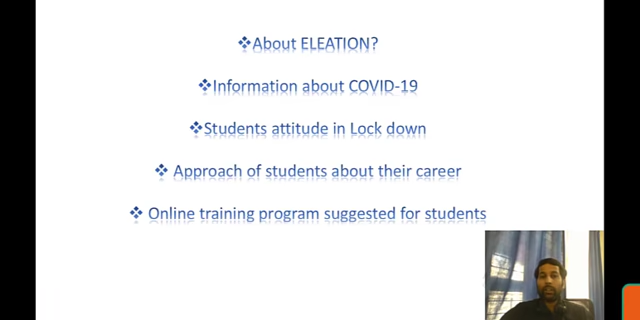 ❖About ELEATION?
❖Information about COVID-19
❖Students attitude in Lock down
❖ Approach of students about their career
❖ Online training program suggested for students